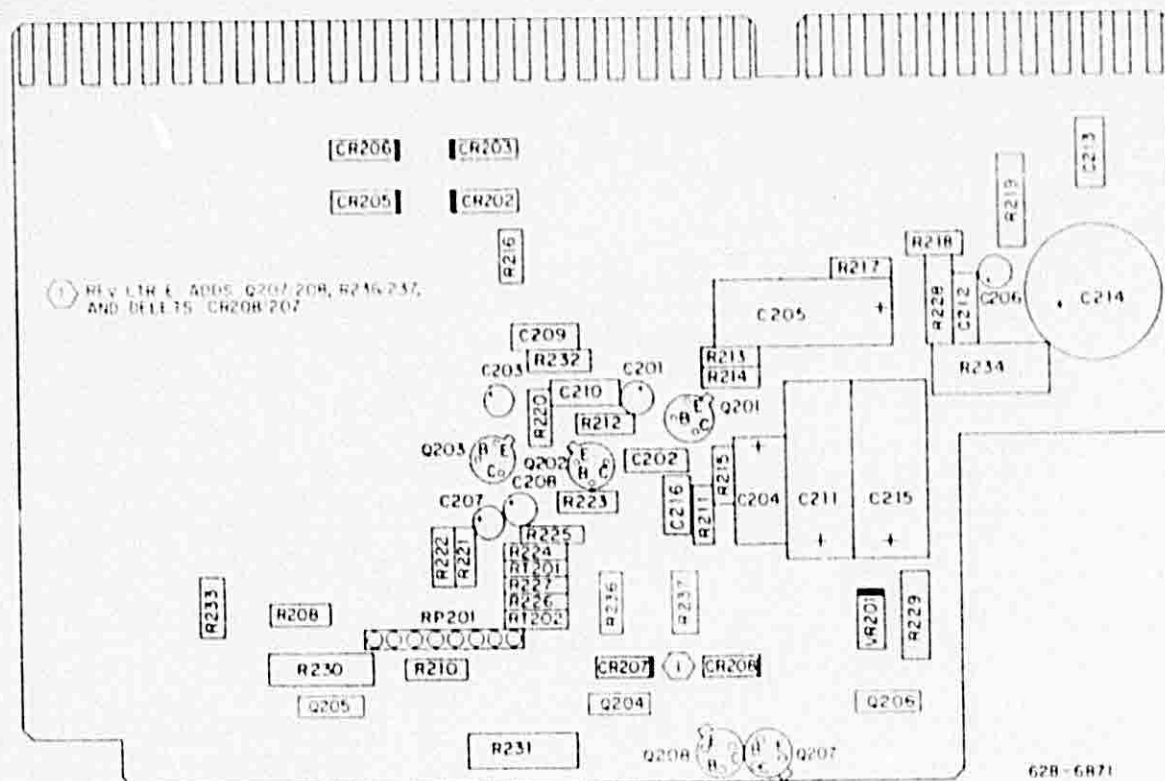 C213
CR206
CR203
CR205
CR202
R219
R216
R218
R217
C206
C214
1
REV LTR E ADDS Q207/208, R236/237,
AND DELETS CR208/207
C205
R228
C212
C209
R232
R213
R234
C203
C201
R214
C210
R220
R212
E
B
C
Q201
Q203
B
E
C
Q202
E
B
C
C202
R215
C204
C211
C215
C208
R223
C216
R211
C207
R222
R221
R225
R224
RT201
R227
R226
RT202
R233
R208
RP201
R236
R237
VR201
R229
R230
R210
CR207
1
CR208
Q205
Q204
Q206
R231
Q208
B
C
B
C
Q207
628-6871